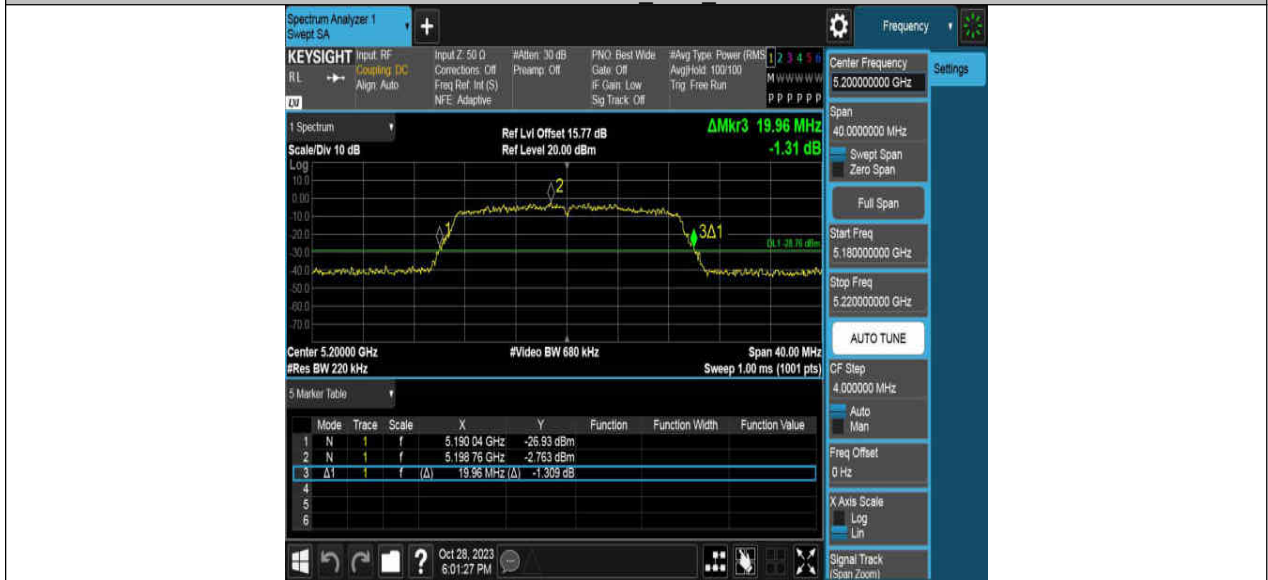 Spectrum Analyzer 1
Swept SA
+
Frequency
KEYSIGHT
RL
LXI
Input: RF
Coupling: DC
Align: Auto
Input Z: 50 Ω
Corrections: Off
Freq Ref: Int (S)
NFE: Adaptive
#Atten: 30 dB
Preamp: Off
PNO: Best Wide
Gate: Off
IF Gain: Low
Sig Track: Off
#Avg Type: Power (RMS
Avg|Hold: 100/100
Trig: Free Run
1 2 3 4 5 6
M W W W W W
P P P P P P
Center Frequency
5.200000000 GHz
Settings
Span
40.0000000 MHz
Swept Span
Zero Span
Full Span
Start Freq
5.180000000 GHz
Stop Freq
5.220000000 GHz
AUTO TUNE
CF Step
4.000000 MHz
Auto
Man
Freq Offset
0 Hz
X Axis Scale
Log
Lin
Signal Track
(Span Zoom)
1 Spectrum
Scale/Div 10 dB
Ref Lvl Offset 15.77 dB
Ref Level 20.00 dBm
ΔMkr3 19.96 MHz
-1.31 dB
Log
10.0
0.00
-10.0
-20.0
-30.0
-40.0
-50.0
-60.0
-70.0
1
2
3Δ1
DL1 -28.76 dBm
Center 5.20000 GHz
#Res BW 220 kHz
#Video BW 680 kHz
Span 40.00 MHz
Sweep 1.00 ms (1001 pts)
5 Marker Table
Mode Trace Scale X Y Function Function Width Function Value
1 N 1 f 5.190 04 GHz -26.93 dBm
2 N 1 f 5.198 76 GHz -2.763 dBm
3 Δ1 1 f (Δ) 19.96 MHz (Δ) -1.309 dB
4
5
6
?
Oct 28, 2023
6:01:27 PM